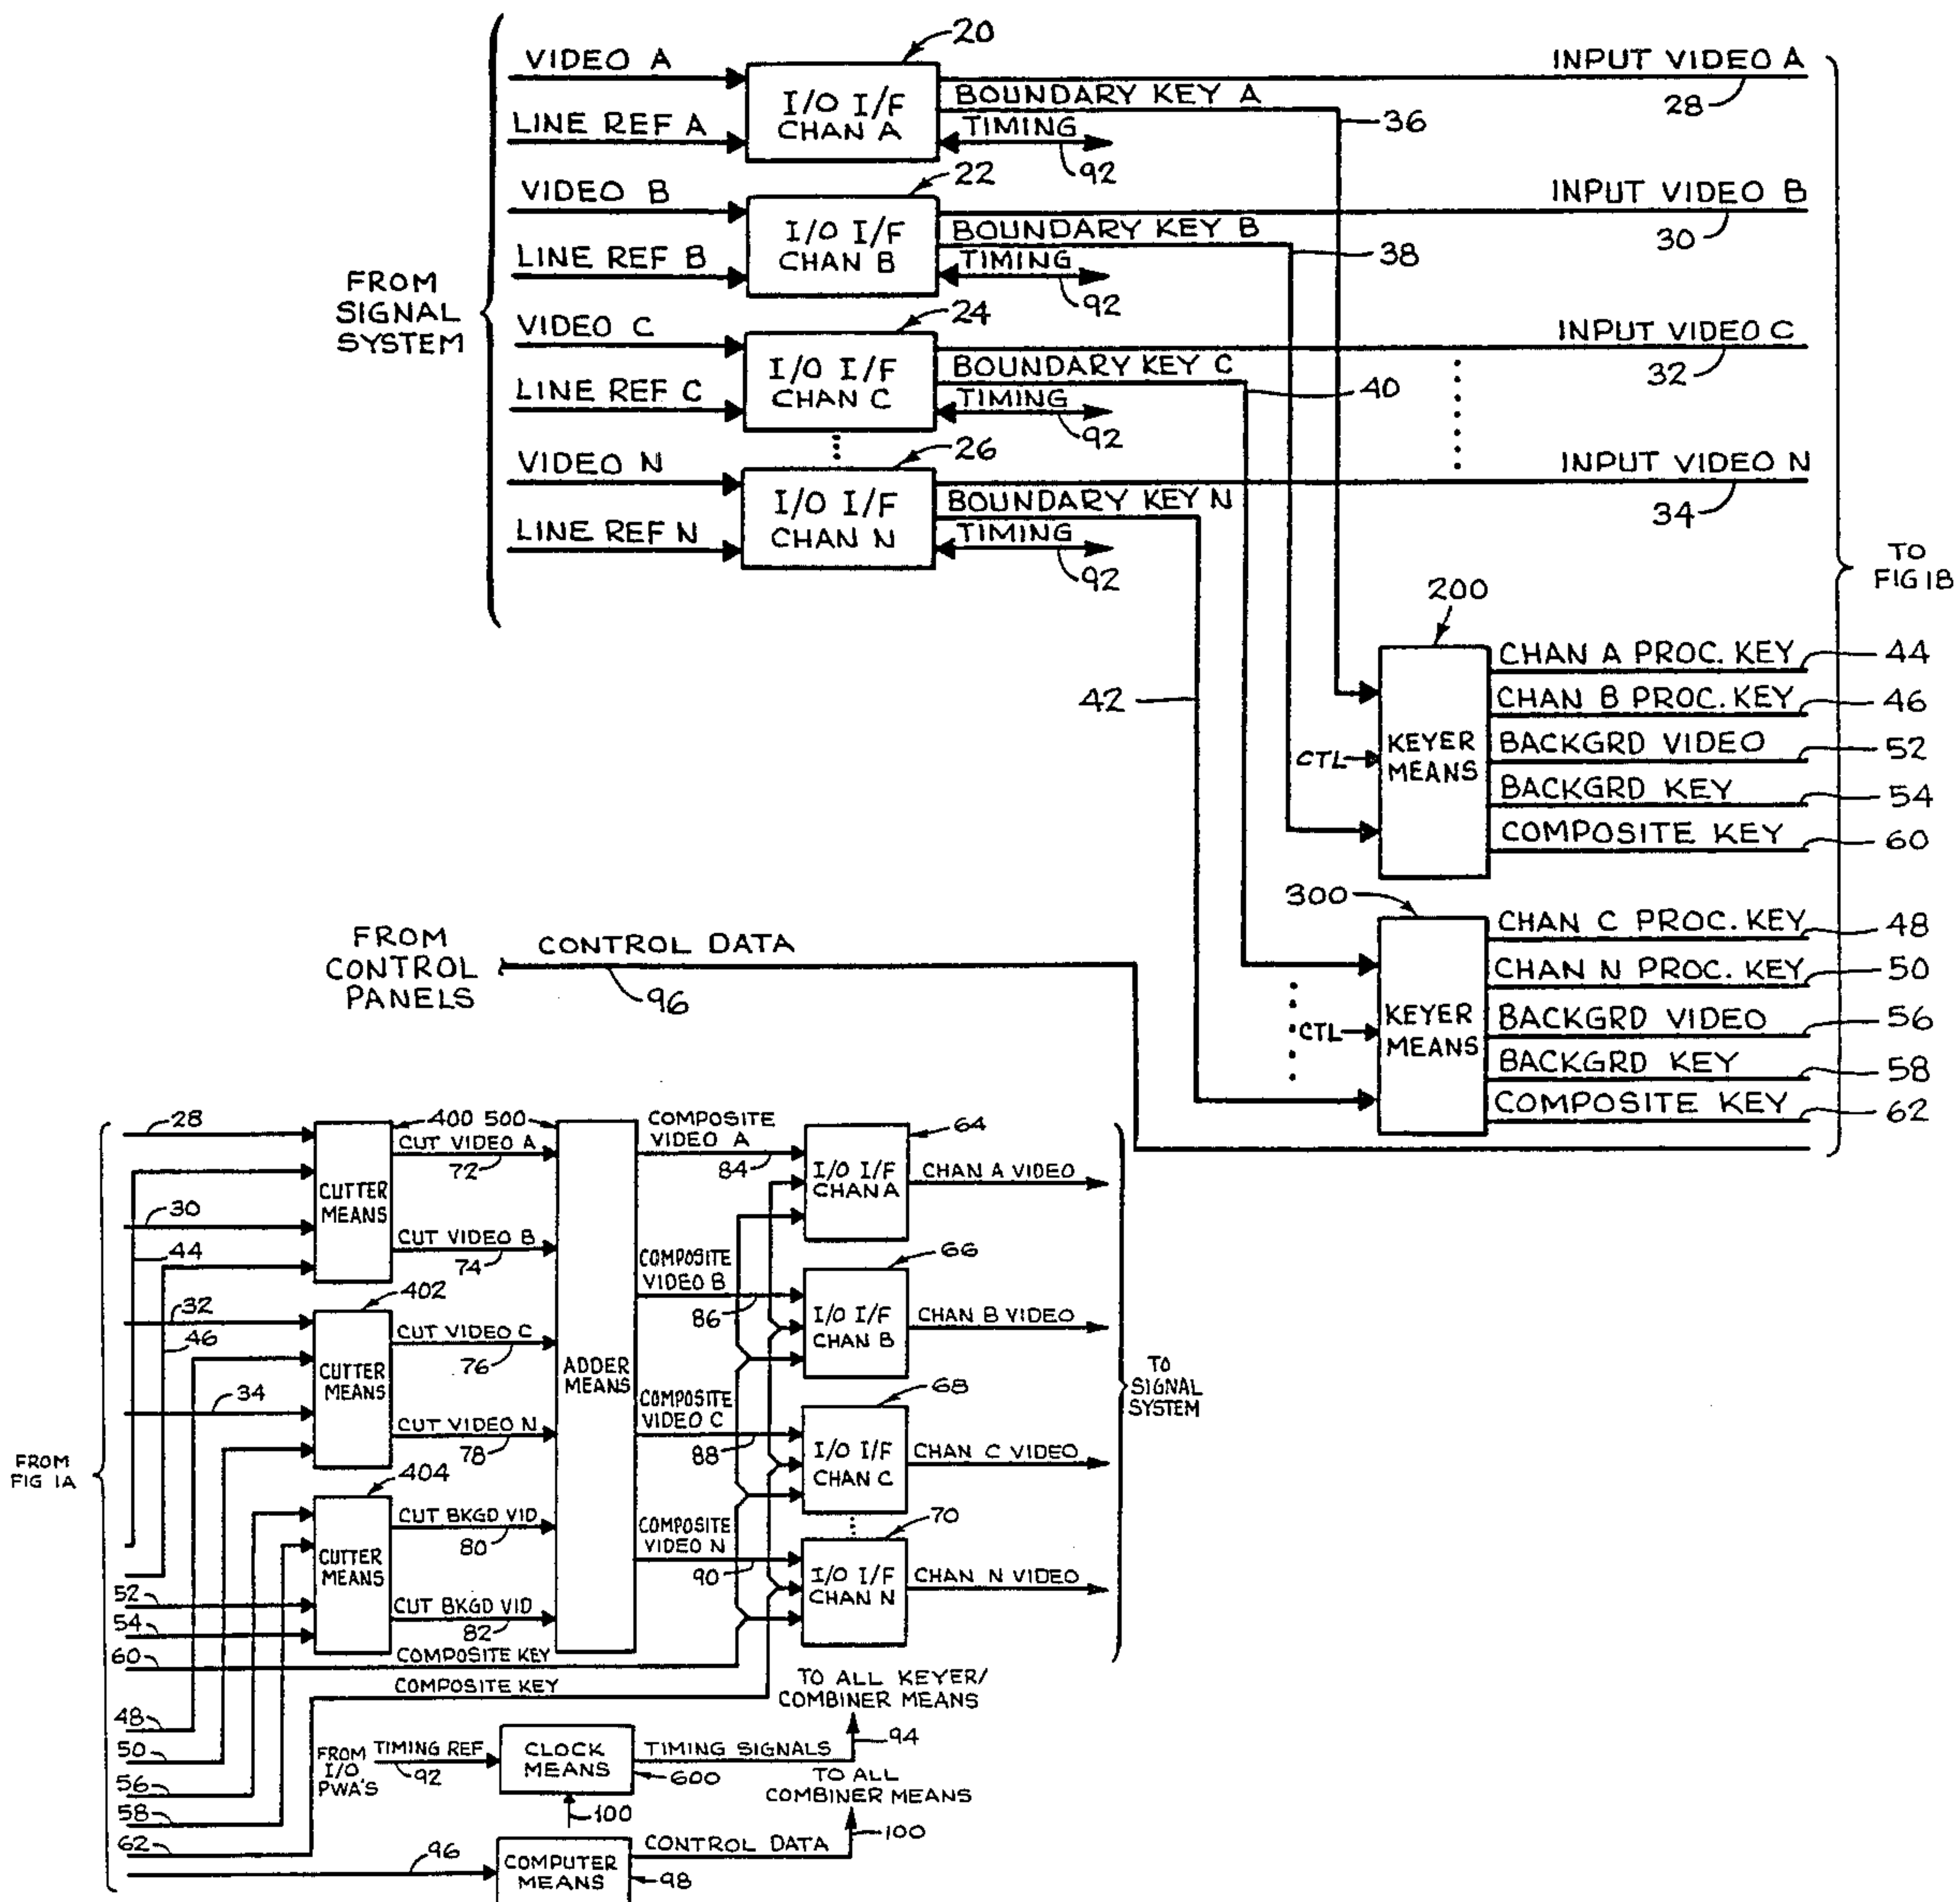 20
VIDEO A
INPUT VIDEO A
I/O I/F
CHAN A
BOUNDARY KEY A
28
LINE REF A
TIMING
36
92
22
VIDEO B
INPUT VIDEO B
I/O I/F
CHAN B
BOUNDARY KEY B
30
LINE REF B
TIMING
38
92
FROM
SIGNAL
SYSTEM
24
VIDEO C
INPUT VIDEO C
I/O I/F
CHAN C
BOUNDARY KEY C
32
LINE REF C
TIMING
40
92
26
VIDEO N
INPUT VIDEO N
I/O I/F
CHAN N
BOUNDARY KEY N
34
LINE REF N
TIMING
92
TO
FIG 1B
200
42
CTL
KEYER
MEANS
CHAN A PROC. KEY
44
CHAN B PROC. KEY
46
BACKGRD VIDEO
52
BACKGRD KEY
54
COMPOSITE KEY
60
300
CTL
KEYER
MEANS
CHAN C PROC. KEY
48
CHAN N PROC. KEY
50
BACKGRD VIDEO
56
BACKGRD KEY
58
COMPOSITE KEY
62
FROM
CONTROL
PANELS
CONTROL DATA
96
28
30
44
32
46
34
FROM
FIG 1A
52
54
60
48
50
56
58
62
96
400
CUTTER
MEANS
CUT VIDEO A
72
CUT VIDEO B
74
402
CUTTER
MEANS
CUT VIDEO C
76
CUT VIDEO N
78
404
CUTTER
MEANS
CUT BKGD VID
80
CUT BKGD VID
82
COMPOSITE KEY
COMPOSITE KEY
500
ADDER
MEANS
COMPOSITE
VIDEO A
84
COMPOSITE
VIDEO B
86
COMPOSITE
VIDEO C
88
COMPOSITE
VIDEO N
90
64
I/O I/F
CHAN A
CHAN A VIDEO
66
I/O I/F
CHAN B
CHAN B VIDEO
68
I/O I/F
CHAN C
CHAN C VIDEO
70
I/O I/F
CHAN N
CHAN N VIDEO
TO
SIGNAL
SYSTEM
TO ALL KEYER/
COMBINER MEANS
94
FROM
I/O
PWA'S
TIMING REF
92
CLOCK
MEANS
TIMING SIGNALS
600
TO ALL
COMBINER MEANS
100
100
COMPUTER
MEANS
CONTROL DATA
98